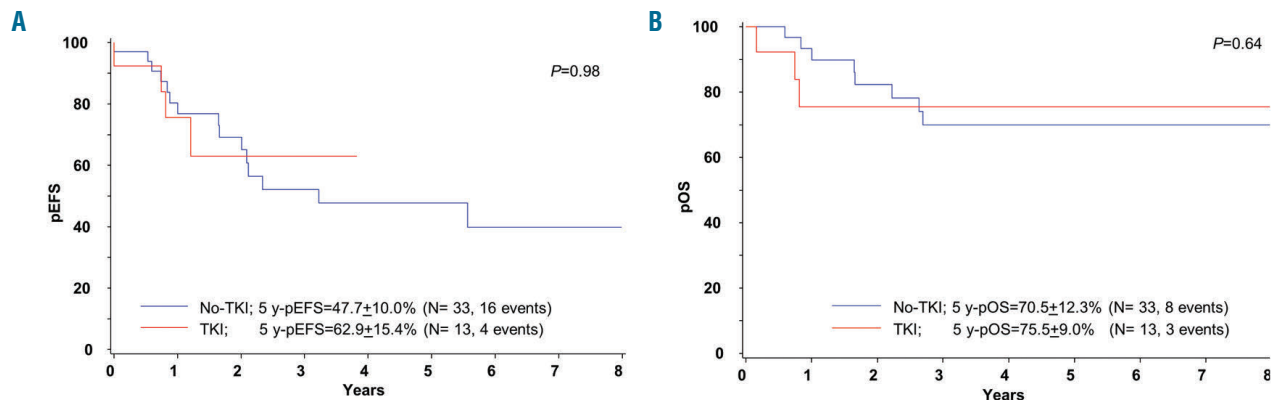 A
B
100
80
60
40
100
80
0
pEFS
P=0.98
No-TKI; 5 y-pEFS=47.7+10.0% (N= 33, 16 events)
TKI; 5 y-pEFS=62.9+15.4% (N= 13, 4 events)
0 1 2 3 4 5 6 7 8
Years
100
80
60
40
100
80
0
pOS
P=0.64
No-TKI; 5 y-pOS=70.5+12.3% (N= 33, 8 events)
TKI; 5 y-pOS=75.5+9.0% (N= 13, 3 events)
0 1 2 3 4 5 6 7 8
Years